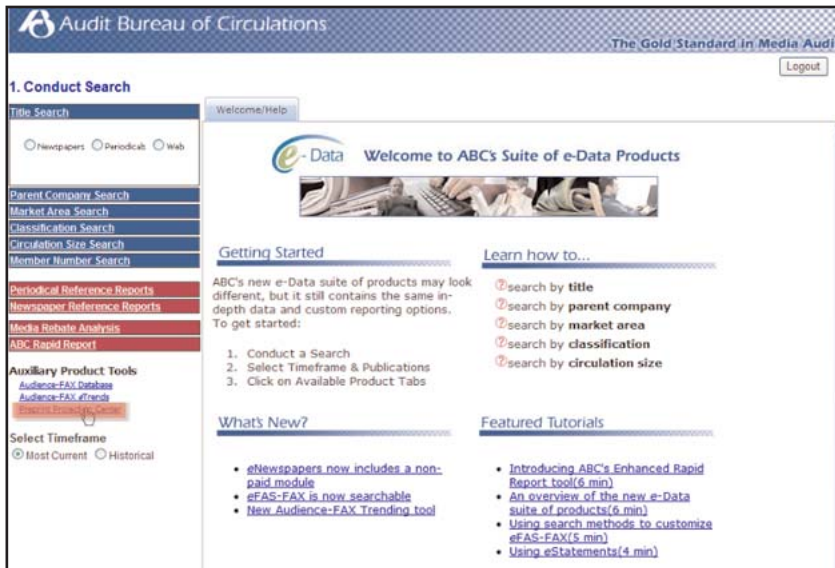 Audit Bureau of Circulations
The Gold Standard in Media Audi
Logout
1. Conduct Search
Title Search
Newspapers Periodicals Web
Parent Company Search
Market Area Search
Classification Search
Circulation Size Search
Member Number Search
Periodical Reference Reports
Newspaper Reference Reports
Media Rebate Analysis
ABC Rapid Report
Auxiliary Product Tools
Audience-FAX Database
Audience-FAX eTrends
Preprint Projection Center
Select Timeframe
Most Current Historical
Welcome/Help
e-Data Welcome to ABC's Suite of e-Data Products
Getting Started
ABC's new e-Data suite of products may look
different, but it still contains the same in-
depth data and custom reporting options.
To get started:
1. Conduct a Search
2. Select Timeframe & Publications
3. Click on Available Product Tabs
Learn how to...
search by title
search by parent company
search by market area
search by classification
search by circulation size
What's New?
• eNewspapers now includes a non-
paid module
• eFAS-FAX is now searchable
• New Audience-FAX Trending tool
Featured Tutorials
• Introducing ABC's Enhanced Rapid
Report tool(6 min)
• An overview of the new e-Data
suite of products(6 min)
• Using search methods to customize
eFAS-FAX(5 min)
• Using eStatements(4 min)